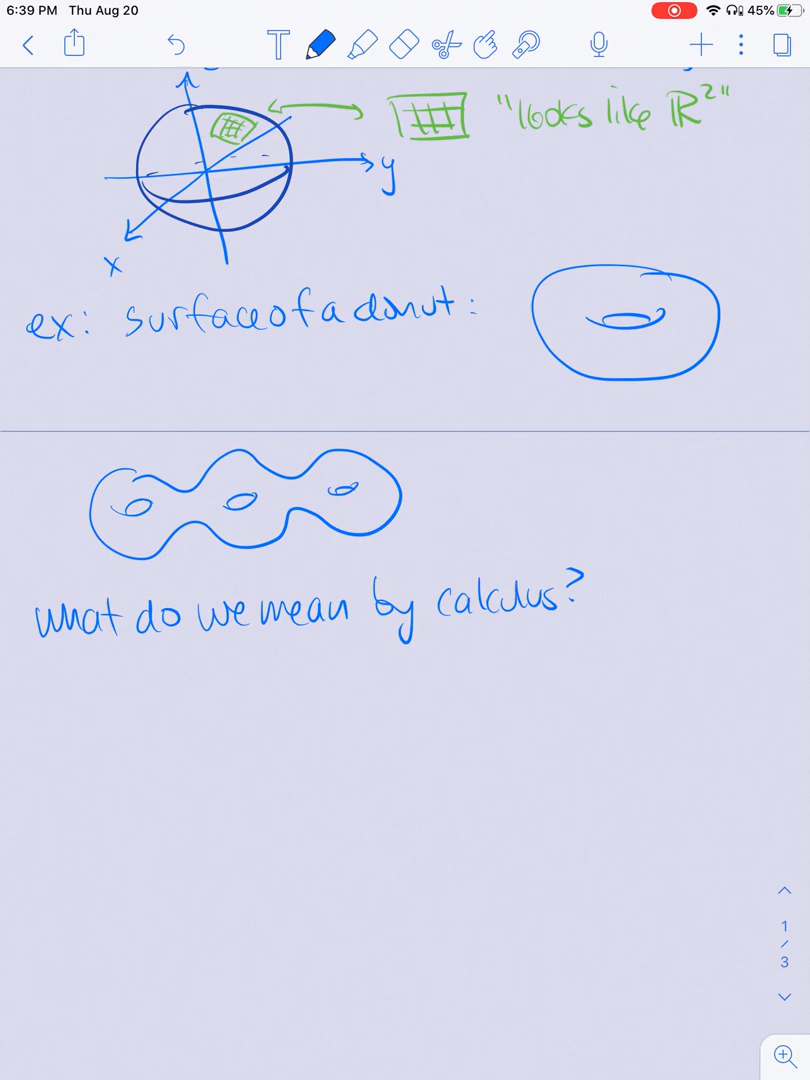 6:39 PM Thu Aug 20
45%
T
"looks like ℝ²"
y
x
ex: surface of a donut:
what do we mean by calculus?
1
/
3